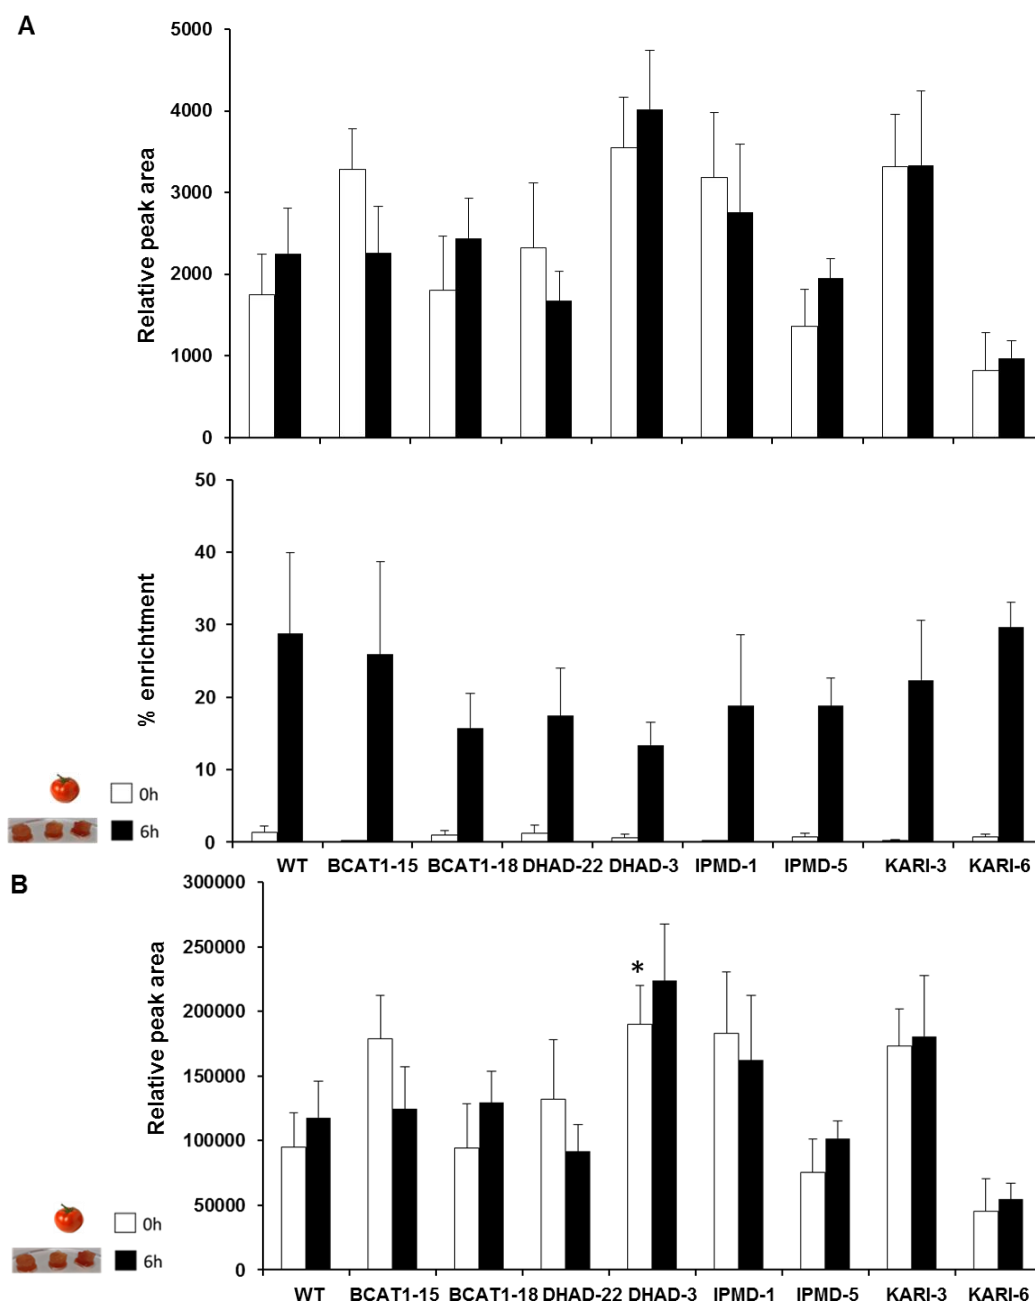 A
Relative peak area
5000
4000
3000
2000
1000
0
% enrichtment
50
40
30
20
10
0
0h
6h
WT BCAT1-15 BCAT1-18 DHAD-22 DHAD-3 IPMD-1 IPMD-5 KARI-3 KARI-6
B
Relative peak area
300000
250000
200000
150000
100000
50000
0
*
0h
6h
WT BCAT1-15 BCAT1-18 DHAD-22 DHAD-3 IPMD-1 IPMD-5 KARI-3 KARI-6